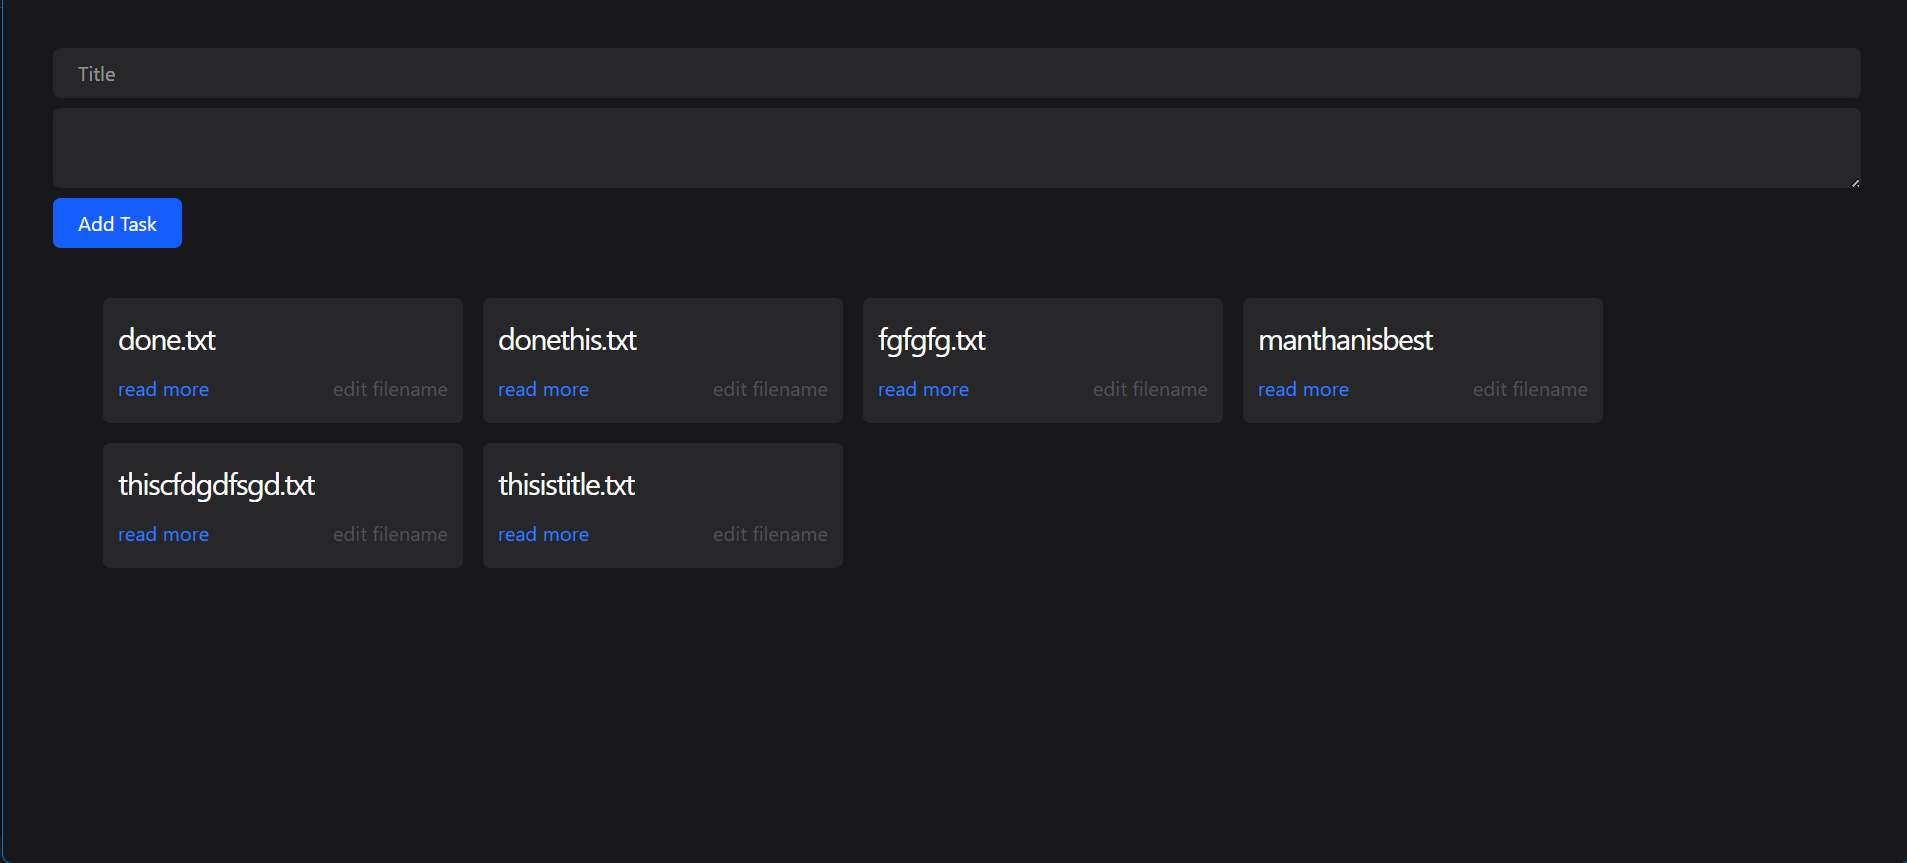 Title
Add Task
done.txt donethis.txt fgfgfg.txt manthanisbest
read more edit filename read more edit filename read more edit filename read more edit filename
thiscfdgdfsgd.txt thisistitle.txt
read more edit filename read more edit filename